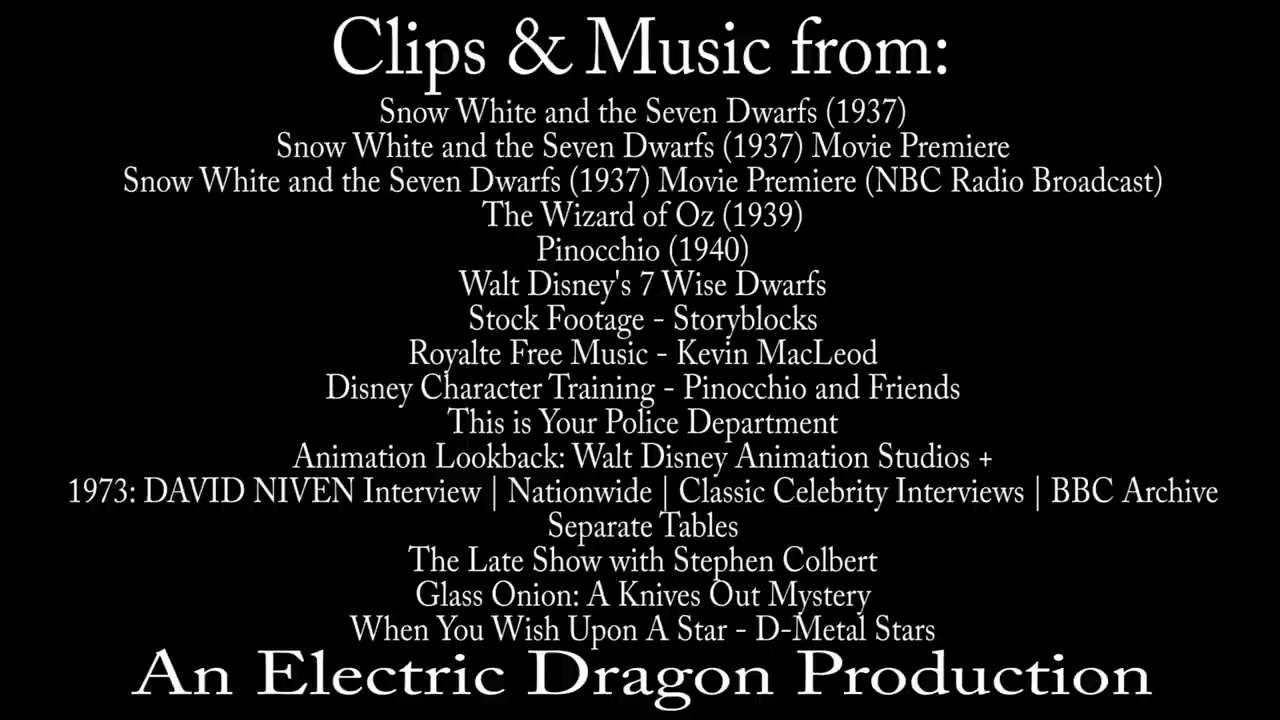 Clips & Music from:
Snow White and the Seven Dwarfs (1937)
Snow White and the Seven Dwarfs (1937) Movie Premiere
Snow White and the Seven Dwarfs (1937) Movie Premiere (NBC Radio Broadcast)
The Wizard of Oz (1939)
Pinocchio (1940)
Walt Disney's 7 Wise Dwarfs
Stock Footage - Storyblocks
Royalte Free Music - Kevin MacLeod
Disney Character Training - Pinocchio and Friends
This is Your Police Department
Animation Lookback: Walt Disney Animation Studios +
1973: DAVID NIVEN Interview | Nationwide | Classic Celebrity Interviews | BBC Archive
Separate Tables
The Late Show with Stephen Colbert
Glass Onion: A Knives Out Mystery
When You Wish Upon A Star - D-Metal Stars
An Electric Dragon Production